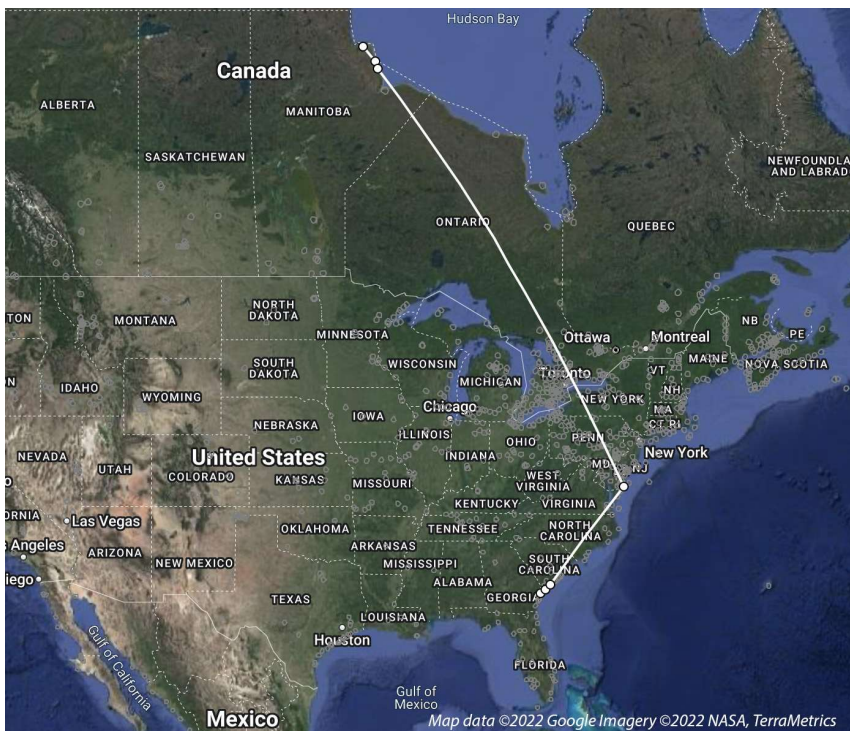 Hudson Bay
Canada
ALBERTA
MANITOBA
SASKATCHEWAN
NEWFOUNDLA
AND LABRAD
ONTARIO
QUEBEC
NORTH
DAKOTA
TON
MONTANA
NB
PE
MINNESOTA
Ottawa
Montreal
SOUTH
DAKOTA
WISCONSIN
MICHIGAN
Toronto
VT
MAINE
NOVA SCOTIA
ON
IDAHO
WYOMING
NH
Chicago
NEW YORK
MA
IOWA
CT RI
NEBRASKA
ILLINOIS
OHIO
PENN
NEVADA
United States
INDIANA
MD
NJ
New York
UTAH
COLORADO
KANSAS
MISSOURI
WEST
VIRGINIA
KENTUCKY
VIRGINIA
ORNIA
Las Vegas
OKLAHOMA
TENNESSEE
NORTH
CAROLINA
s Angeles
ARIZONA
NEW MEXICO
ARKANSAS
MISSISSIPPI
SOUTH
CAROLINA
iego
ALABAMA
TEXAS
GEORGIA
LOUISIANA
Houston
Gulf of California
FLORIDA
Gulf of
Mexico
Mexico
Map data ©2022 Google Imagery ©2022 NASA, TerraMetrics